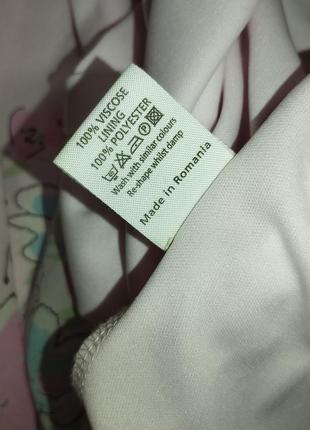 100% VISCOSE
LINING
100% POLYESTER
Wash with similar colours
Re-shape whilst damp
Made in Romania